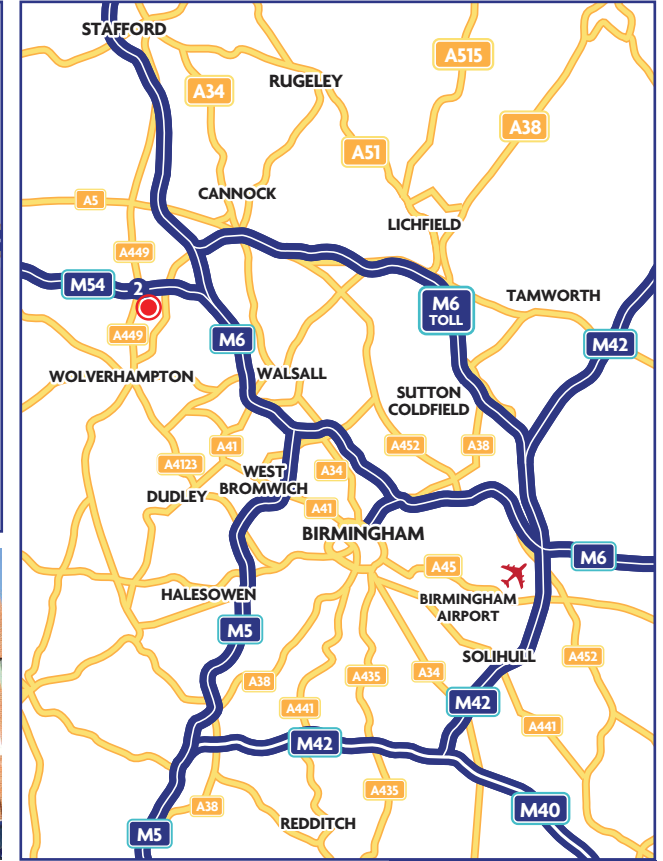 STAFFORD
A515
RUGELEY
A34
A38
A51
CANNOCK
A5
LICHFIELD
A449
M54
2
M6
TOLL
TAMWORTH
A449
M6
M42
WOLVERHAMPTON
WALSALL
SUTTON
COLDFIELD
A41
A452
A38
A4123
WEST
BROMWICH
A34
DUDLEY
A41
BIRMINGHAM
M6
A45
HALESOWEN
BIRMINGHAM
AIRPORT
M5
SOLIHULL
A452
A38
A435
A34
A441
M42
A441
M42
A435
A38
M40
REDDITCH
M5